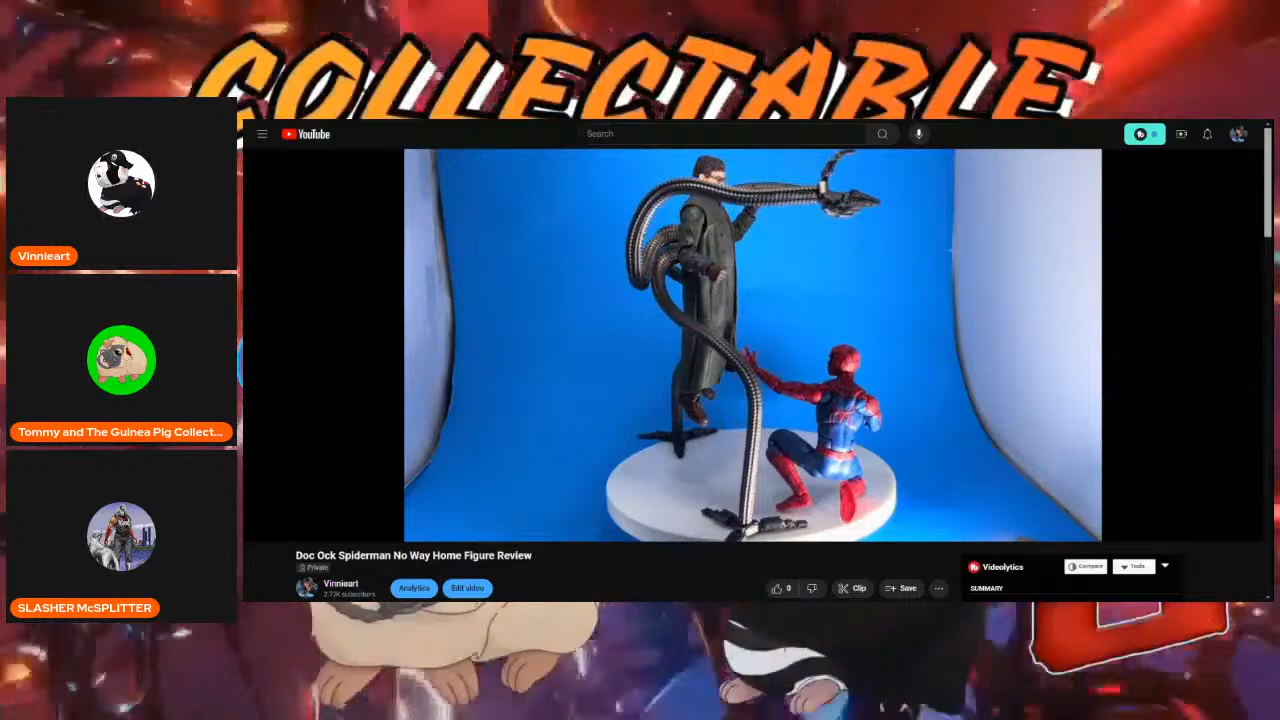 COLLECTABLE
YouTube
Search
Vinnieart
Tommy and The Guinea Pig Collect...
SLASHER McSPLITTER
Doc Ock Spiderman No Way Home Figure Review
Private
Vinnieart
2.72K subscribers
Analytics
Edit video
0
Clip
Save
Videolytics
Compare
Tools
SUMMARY